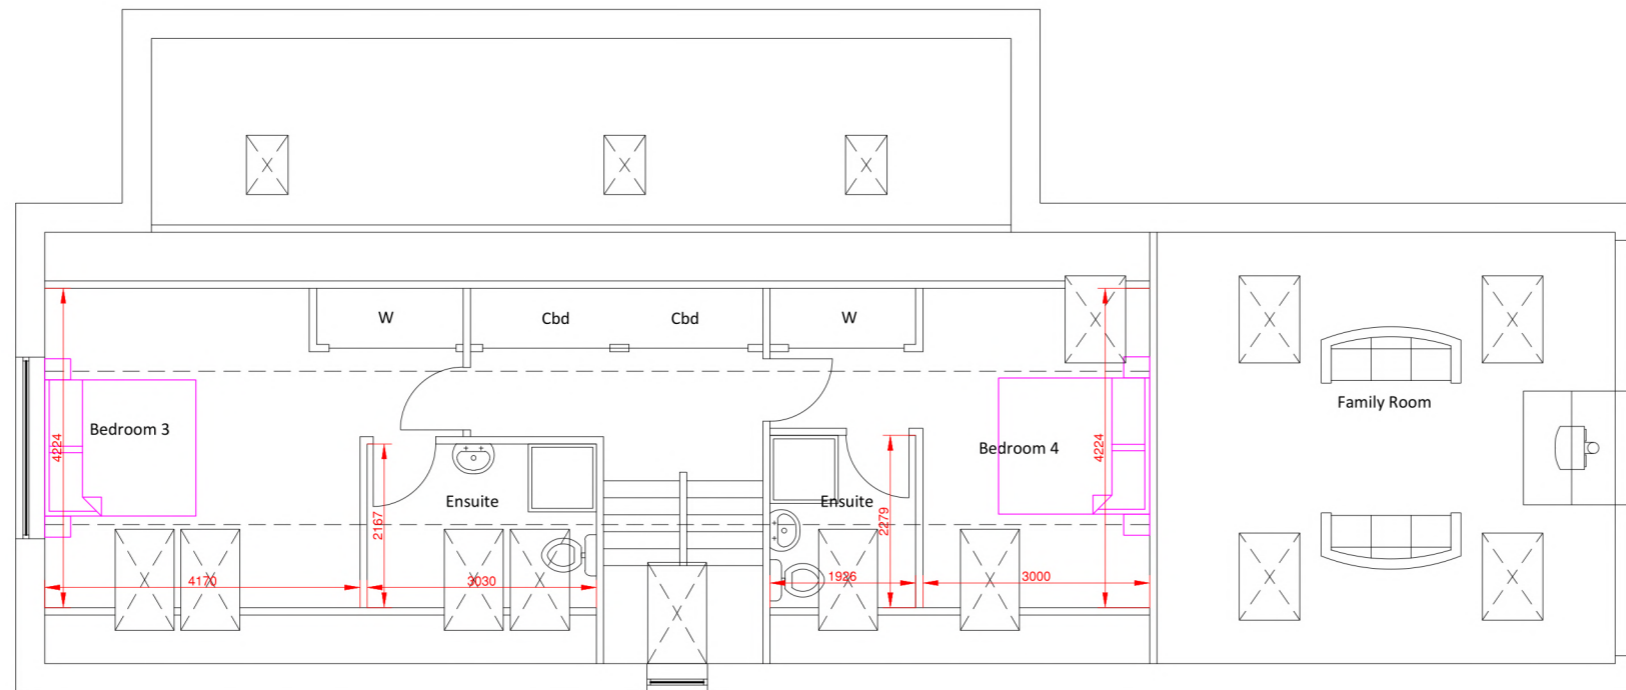 W
Cbd
Cbd
W
Family Room
Bedroom 3
4224
Bedroom 4
4224
Ensuite
2167
Ensuite
2279
4170
3030
1926
3000